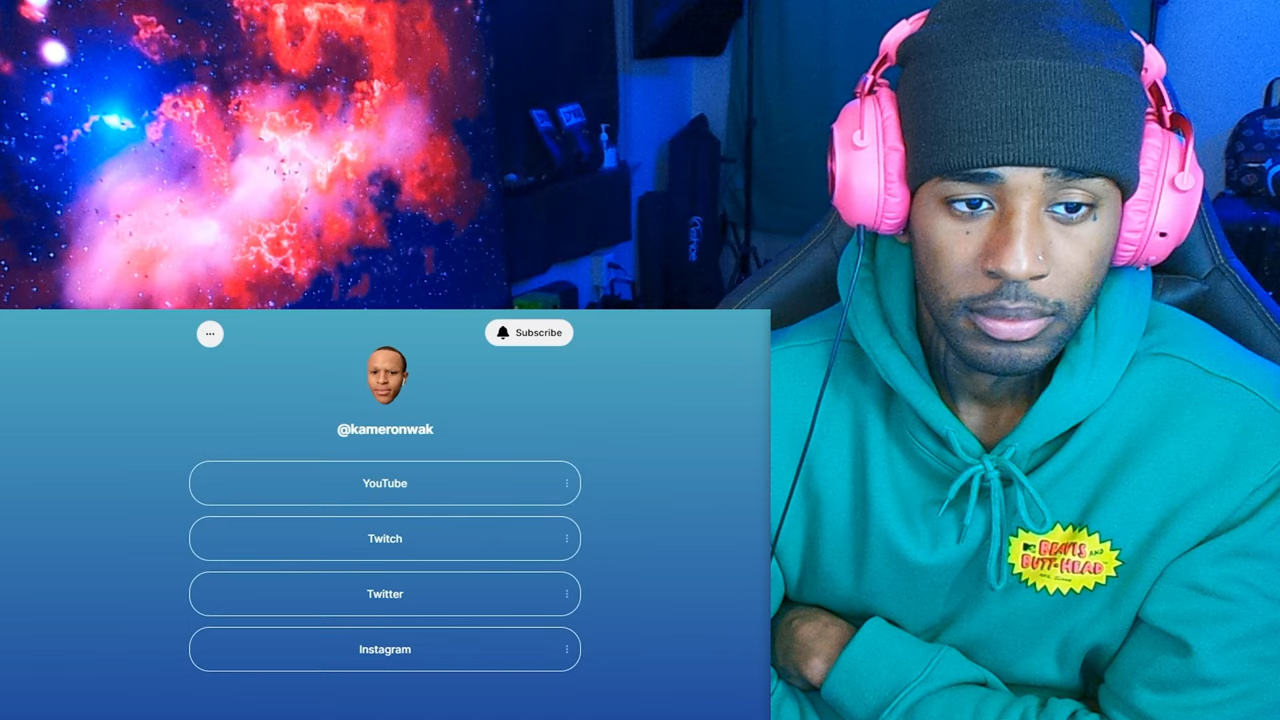 ...
Subscribe
@kameronwak
YouTube
Twitch
Twitter
Instagram
BEAVIS AND
BUTT-HEAD